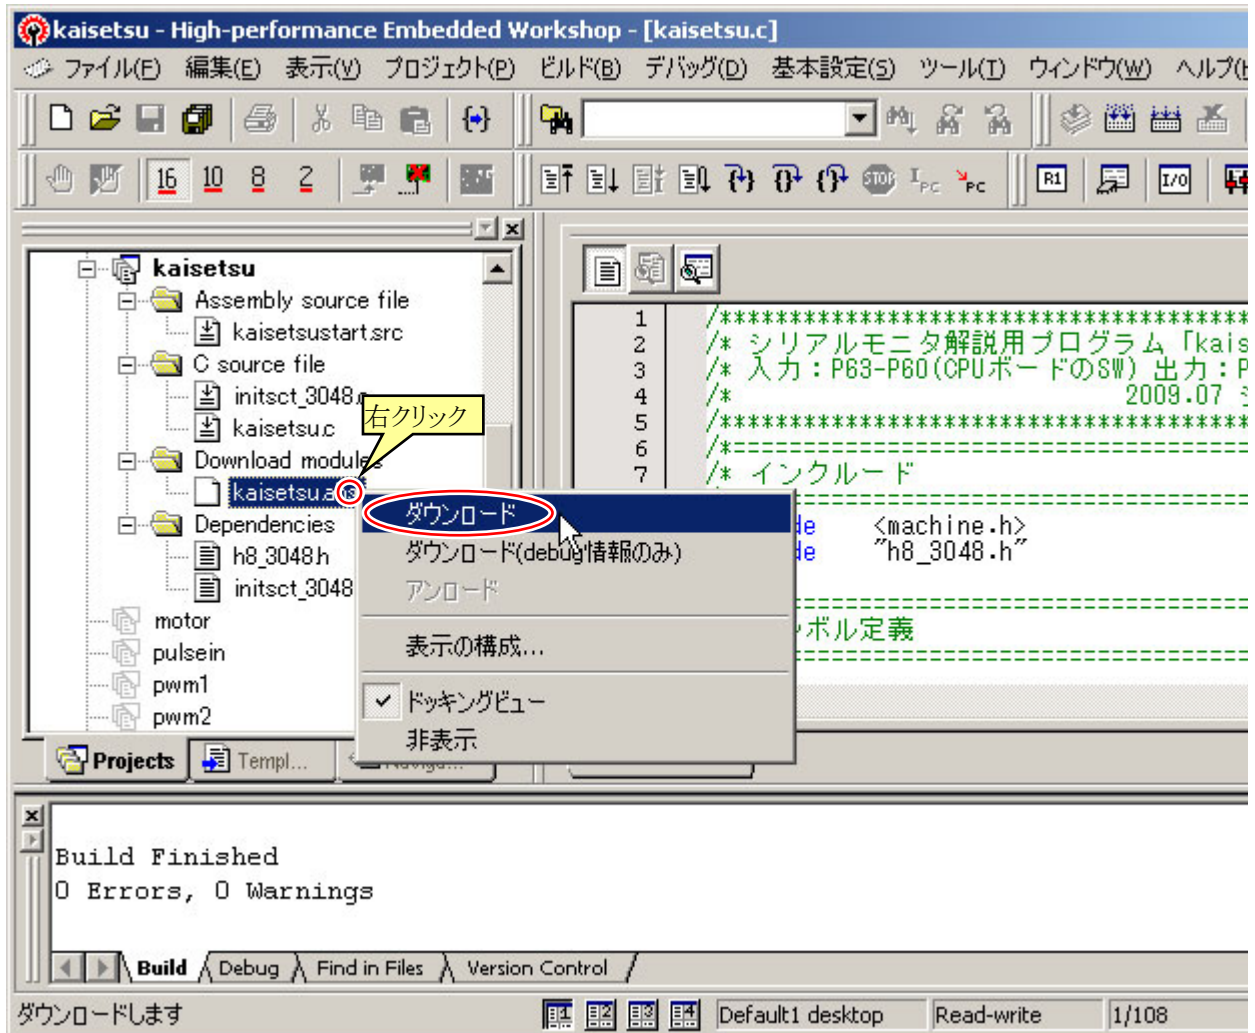 kaisetsu - High-performance Embedded Workshop - [kaisetsu.c]
ファイル(F) 編集(E) 表示(V) プロジェクト(P) ビルド(B) デバッグ(D) 基本設定(S) ツール(T) ウィンドウ(W) ヘルプ(H
16 10 8 2 STOP PC PC R1 I/O
kaisetsu
Assembly source file
kaisetsustart.src
C source file
initsct_3048.c
kaisetsu.c
右クリック
Download modules
kaisetsu.abs
Dependencies
h8_3048.h
initsct_3048
motor
pulsein
pwm1
pwm2
ダウンロード
ダウンロード(debug情報のみ)
アンロード
表示の構成...
ドッキングビュー
非表示
Projects Templ...
1 /**************************************
2 /* シリアルモニタ解説用プログラム「kais
3 /* 入力：P63-P60(CPUボードのSW) 出力：P
4 /* 2009.07
5 /**************************************
6 /*======================================
7 /* インクルード
======================================
de <machine.h>
de "h8_3048.h"
======================================
ボル定義
======================================
Build Finished
0 Errors, 0 Warnings
Build Debug Find in Files Version Control
ダウンロードします 1 2 3 4 Default1 desktop Read-write 1/108